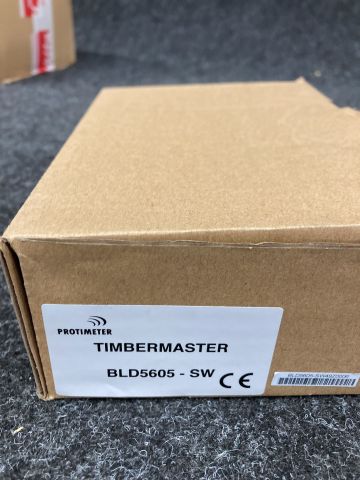 PROTIMETER
TIMBERMASTER
BLD5605 - SW
CE